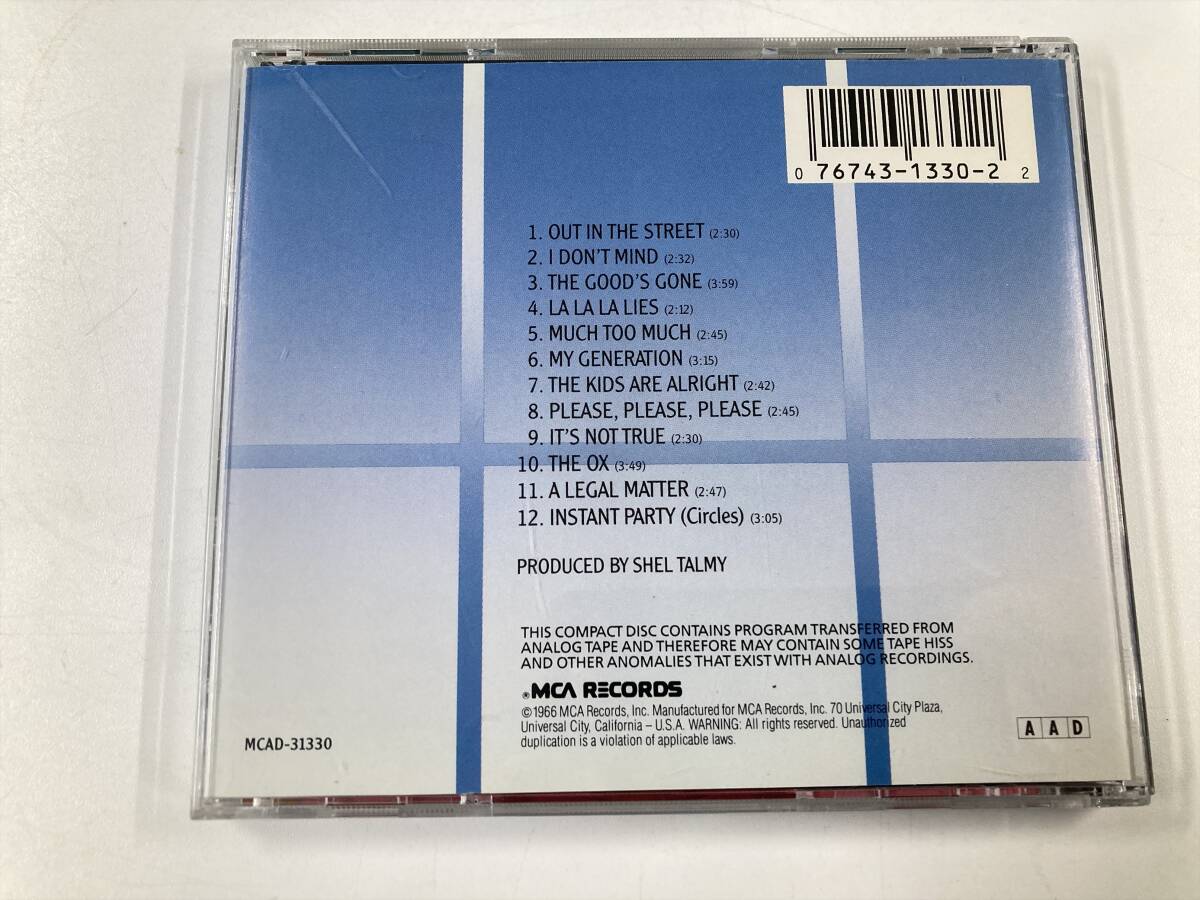 0 76743-1330-2 2
1. OUT IN THE STREET (2:30)
2. I DON'T MIND (2:32)
3. THE GOOD'S GONE (3:59)
4. LA LA LA LIES (2:12)
5. MUCH TOO MUCH (2:45)
6. MY GENERATION (3:15)
7. THE KIDS ARE ALRIGHT (2:42)
8. PLEASE, PLEASE, PLEASE (2:45)
9. IT'S NOT TRUE (2:30)
10. THE OX (3:49)
11. A LEGAL MATTER (2:47)
12. INSTANT PARTY (Circles) (3:05)
PRODUCED BY SHEL TALMY
THIS COMPACT DISC CONTAINS PROGRAM TRANSFERRED FROM
ANALOG TAPE AND THEREFORE MAY CONTAIN SOME TAPE HISS
AND OTHER ANOMALIES THAT EXIST WITH ANALOG RECORDINGS.
®MCA RECORDS
©1966 MCA Records, Inc. Manufactured for MCA Records, Inc. 70 Universal City Plaza,
Universal City, California – U.S.A. WARNING: All rights reserved. Unauthorized
duplication is a violation of applicable laws.
MCAD-31330
A A D